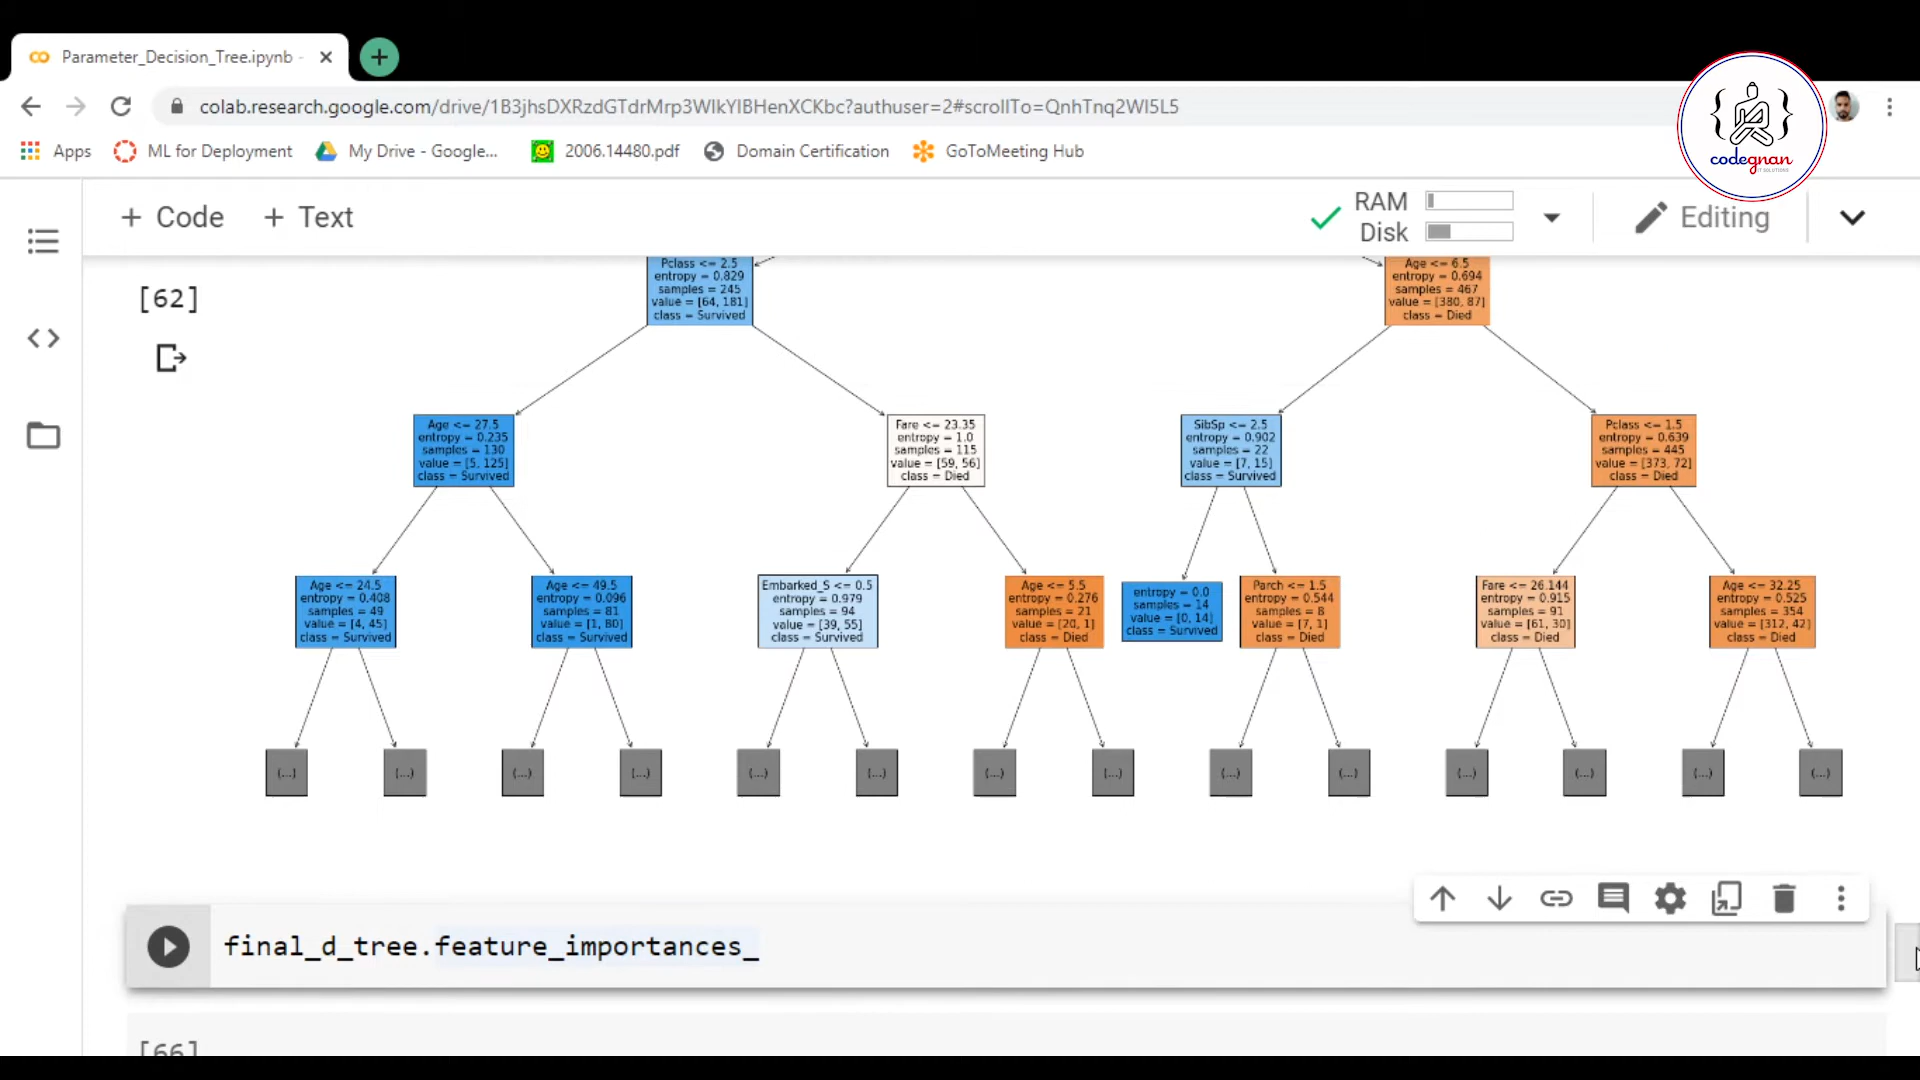 Parameter_Decision_Tree.ipynb -
colab.research.google.com/drive/1B3jhsDXRzdGTdrMrp3WlkYlBHenXCKbc?authuser=2#scrollTo=QnhTnq2Wl5L5
Apps
ML for Deployment
My Drive - Google...
2006.14480.pdf
Domain Certification
GoToMeeting Hub
codegnan
IT SOLUTIONS
+ Code
+ Text
RAM
Disk
Editing
[62]
Pclass <= 2.5
entropy = 0.829
samples = 245
value = [64, 181]
class = Survived
Age <= 6.5
entropy = 0.694
samples = 467
value = [380, 87]
class = Died
Age <= 27.5
entropy = 0.235
samples = 130
value = [5, 125]
class = Survived
Fare <= 23.35
entropy = 1.0
samples = 115
value = [59, 56]
class = Died
SibSp <= 2.5
entropy = 0.902
samples = 22
value = [7, 15]
class = Survived
Pclass <= 1.5
entropy = 0.639
samples = 445
value = [373, 72]
class = Died
Age <= 24.5
entropy = 0.408
samples = 49
value = [4, 45]
class = Survived
Age <= 49.5
entropy = 0.096
samples = 81
value = [1, 80]
class = Survived
Embarked_S <= 0.5
entropy = 0.979
samples = 94
value = [39, 55]
class = Survived
Age <= 5.5
entropy = 0.276
samples = 21
value = [20, 1]
class = Died
entropy = 0.0
samples = 14
value = [0, 14]
class = Survived
Parch <= 1.5
entropy = 0.544
samples = 8
value = [7, 1]
class = Died
Fare <= 26.144
entropy = 0.915
samples = 91
value = [61, 30]
class = Died
Age <= 32.25
entropy = 0.525
samples = 354
value = [312, 42]
class = Died
(...)
(...)
(...)
(...)
(...)
(...)
(...)
(...)
(...)
(...)
(...)
(...)
(...)
(...)
final_d_tree.feature_importances_
[66]